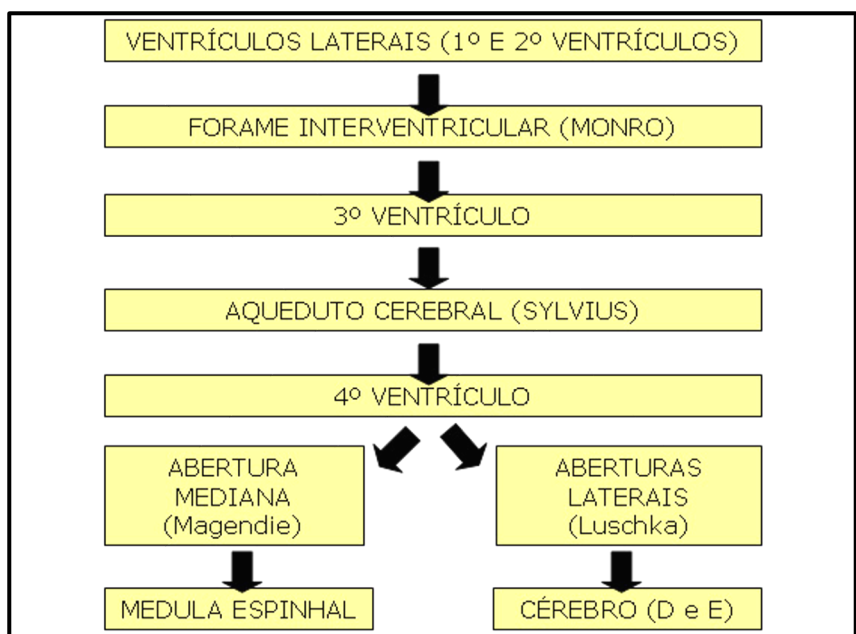 VENTRÍCULOS LATERAIS (1º E 2º VENTRÍCULOS)
FORAME INTERVENTRICULAR (MONRO)
3º VENTRÍCULO
AQUEDUTO CEREBRAL (SYLVIUS)
4º VENTRÍCULO
ABERTURA
MEDIANA
(Magendie)
ABERTURAS
LATERAIS
(Luschka)
MEDULA ESPINHAL
CÉREBRO (D e E)